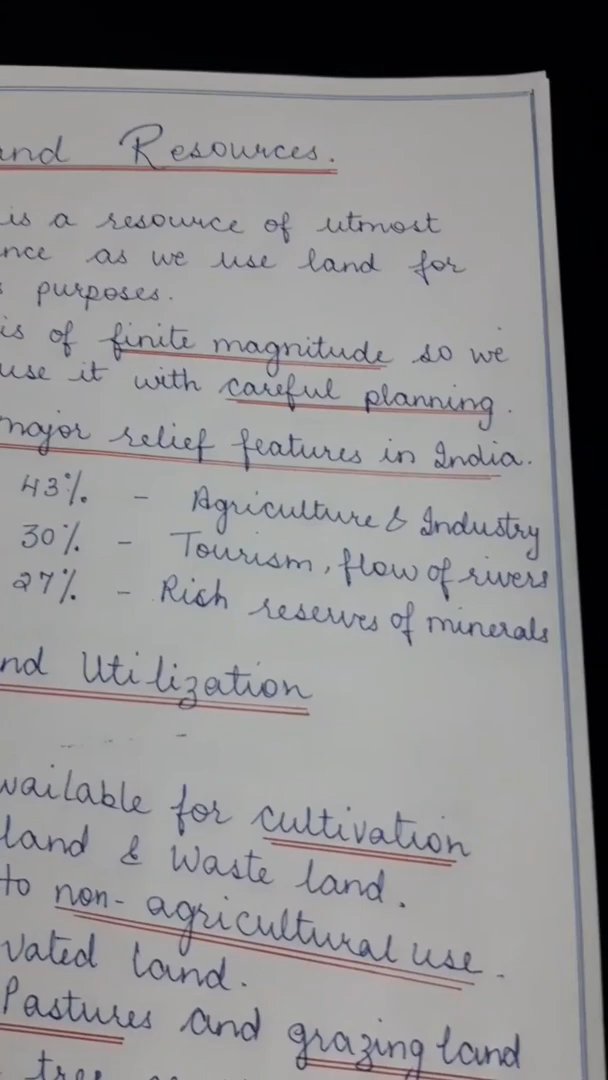 and Resources.
is a resource of utmost
nce as we use land for
s purposes.
is of finite magnitude so we
use it with careful planning.
major relief features in India.
43% - Agriculture & Industry
30% - Tourism, flow of rivers
27% - Rich reserves of minerals
nd Utilization
vailable for cultivation
land & Waste land.
to non-agricultural use.
vated land.
Pastures and grazing land
tree